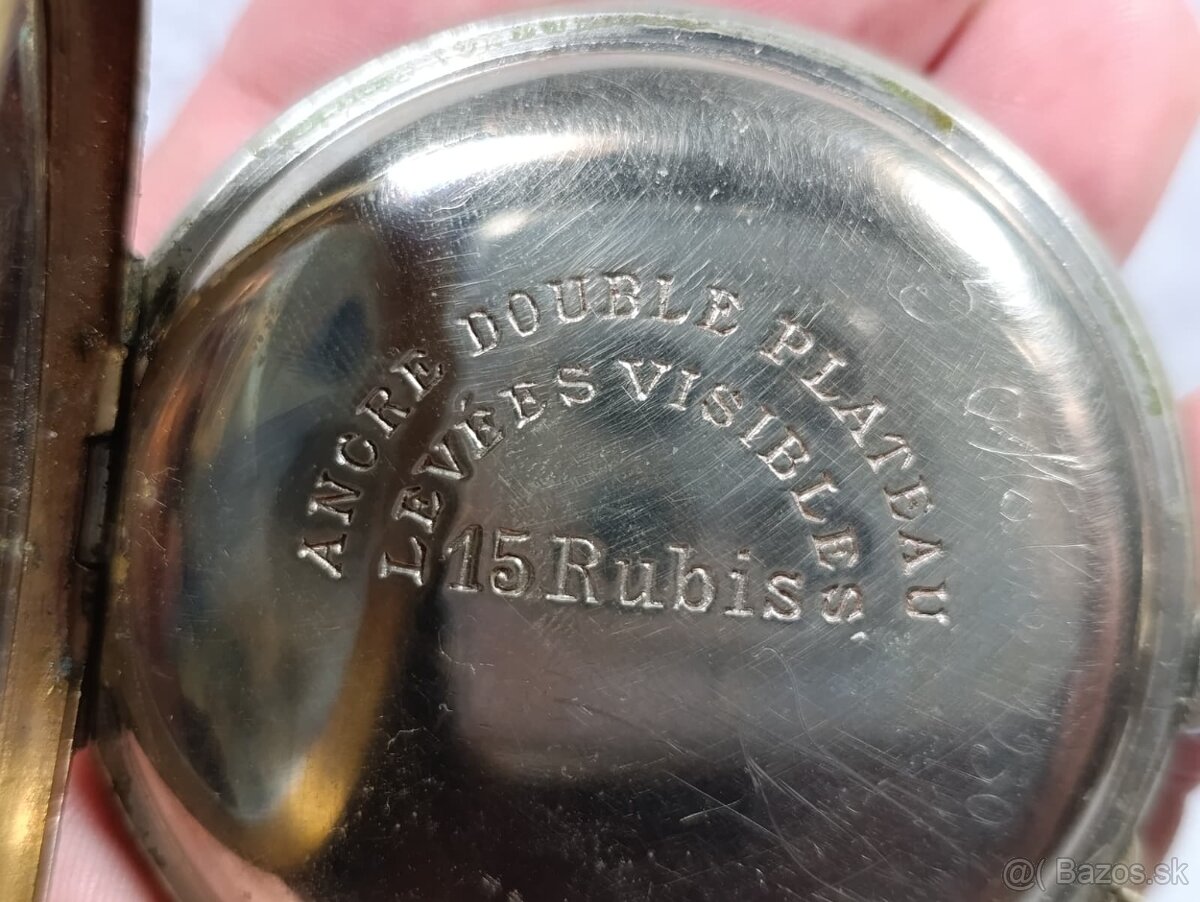 ANCRE DOUBLE PLATEAU
LEVÉES VISIBLES,
15 Rubis
@( Bazos.sk